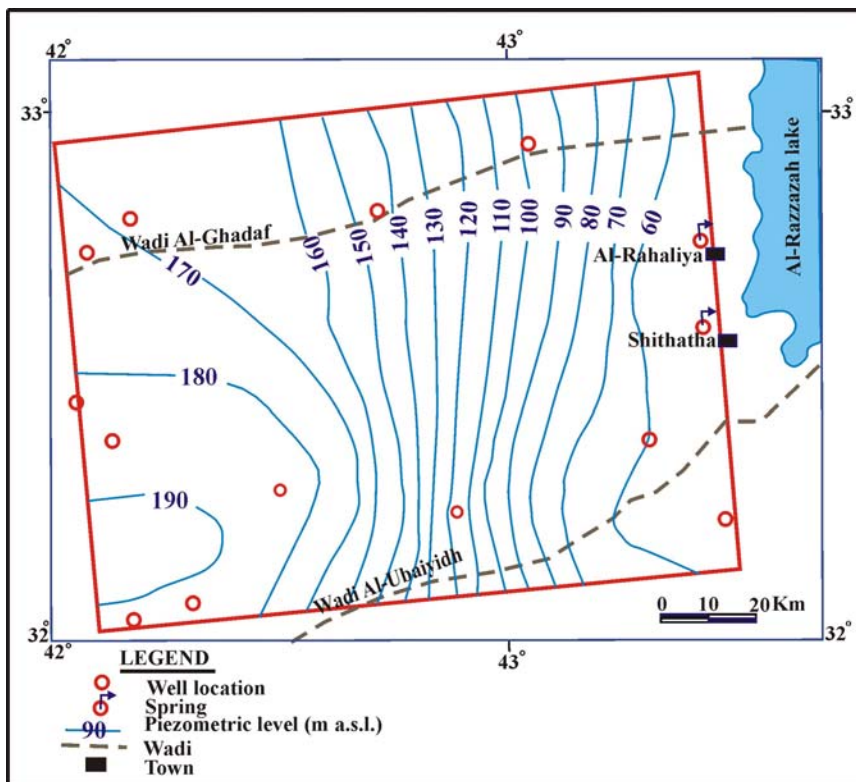 42° 43°
33° 33°
Al-Razzazah lake
Wadi Al-Ghadaf
160 150 140 130 120 110 100 90 80 70 60
170
Al-Rahaliya
Shithatha
180
190
Wadi Al-Ubaiyidh
0 10 20 Km
32° 32°
42° 43°
LEGEND
Well location
Spring
90 Piezometric level (m a.s.l.)
Wadi
Town